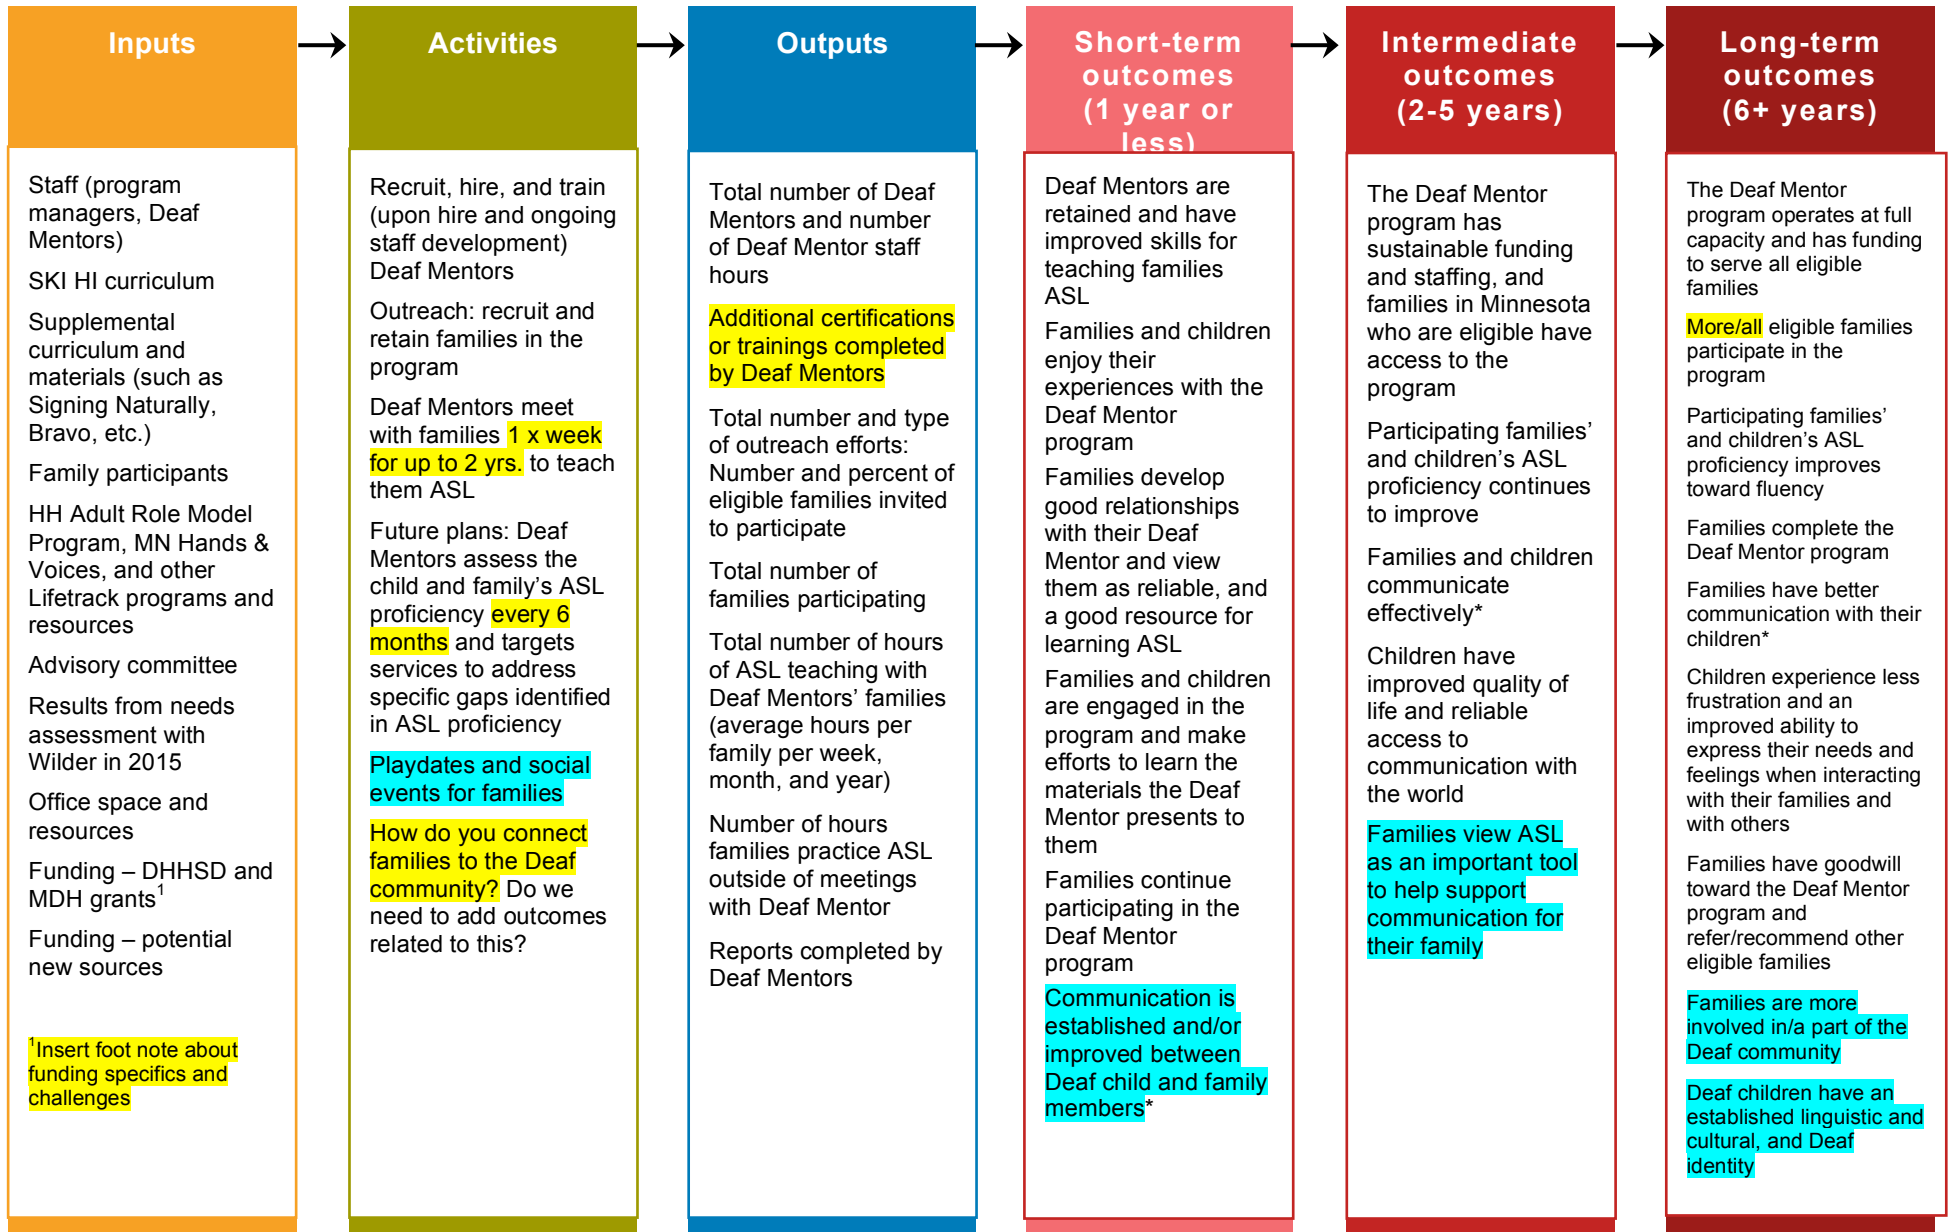 Inputs
Staff (program
managers, Deaf
Mentors)
SKI HI curriculum
Supplemental
curriculum and
materials (such as
Signing Naturally,
Bravo, etc.)
Family participants
HH Adult Role Model
Program, MN Hands &
Voices, and other
Lifetrack programs and
resources
Advisory committee
Results from needs
assessment with
Wilder in 2015
Office space and
resources
Funding – DHHSD and
MDH grants¹
Funding – potential
new sources
¹Insert foot note about
funding specifics and
challenges
Activities
Recruit, hire, and train
(upon hire and ongoing
staff development)
Deaf Mentors
Outreach: recruit and
retain families in the
program
Deaf Mentors meet
with families 1 x week
for up to 2 yrs. to teach
them ASL
Future plans: Deaf
Mentors assess the
child and family’s ASL
proficiency every 6
months and targets
services to address
specific gaps identified
in ASL proficiency
Playdates and social
events for families
How do you connect
families to the Deaf
community? Do we
need to add outcomes
related to this?
Outputs
Total number of Deaf
Mentors and number
of Deaf Mentor staff
hours
Additional certifications
or trainings completed
by Deaf Mentors
Total number and type
of outreach efforts:
Number and percent of
eligible families invited
to participate
Total number of
families participating
Total number of hours
of ASL teaching with
Deaf Mentors’ families
(average hours per
family per week,
month, and year)
Number of hours
families practice ASL
outside of meetings
with Deaf Mentor
Reports completed by
Deaf Mentors
Short-term
outcomes
(1 year or
less)
Deaf Mentors are
retained and have
improved skills for
teaching families
ASL
Families and children
enjoy their
experiences with the
Deaf Mentor
program
Families develop
good relationships
with their Deaf
Mentor and view
them as reliable, and
a good resource for
learning ASL
Families and children
are engaged in the
program and make
efforts to learn the
materials the Deaf
Mentor presents to
them
Families continue
participating in the
Deaf Mentor
program
Communication is
established and/or
improved between
Deaf child and family
members*
Intermediate
outcomes
(2-5 years)
The Deaf Mentor
program has
sustainable funding
and staffing, and
families in Minnesota
who are eligible have
access to the
program
Participating families’
and children’s ASL
proficiency continues
to improve
Families and children
communicate
effectively*
Children have
improved quality of
life and reliable
access to
communication with
the world
Families view ASL
as an important tool
to help support
communication for
their family
Long-term
outcomes
(6+ years)
The Deaf Mentor
program operates at full
capacity and has funding
to serve all eligible
families
More/all eligible families
participate in the
program
Participating families’
and children’s ASL
proficiency improves
toward fluency
Families complete the
Deaf Mentor program
Families have better
communication with their
children*
Children experience less
frustration and an
improved ability to
express their needs and
feelings when interacting
with their families and
with others
Families have goodwill
toward the Deaf Mentor
program and
refer/recommend other
eligible families
Families are more
involved in/a part of the
Deaf community
Deaf children have an
established linguistic and
cultural, and Deaf
identity